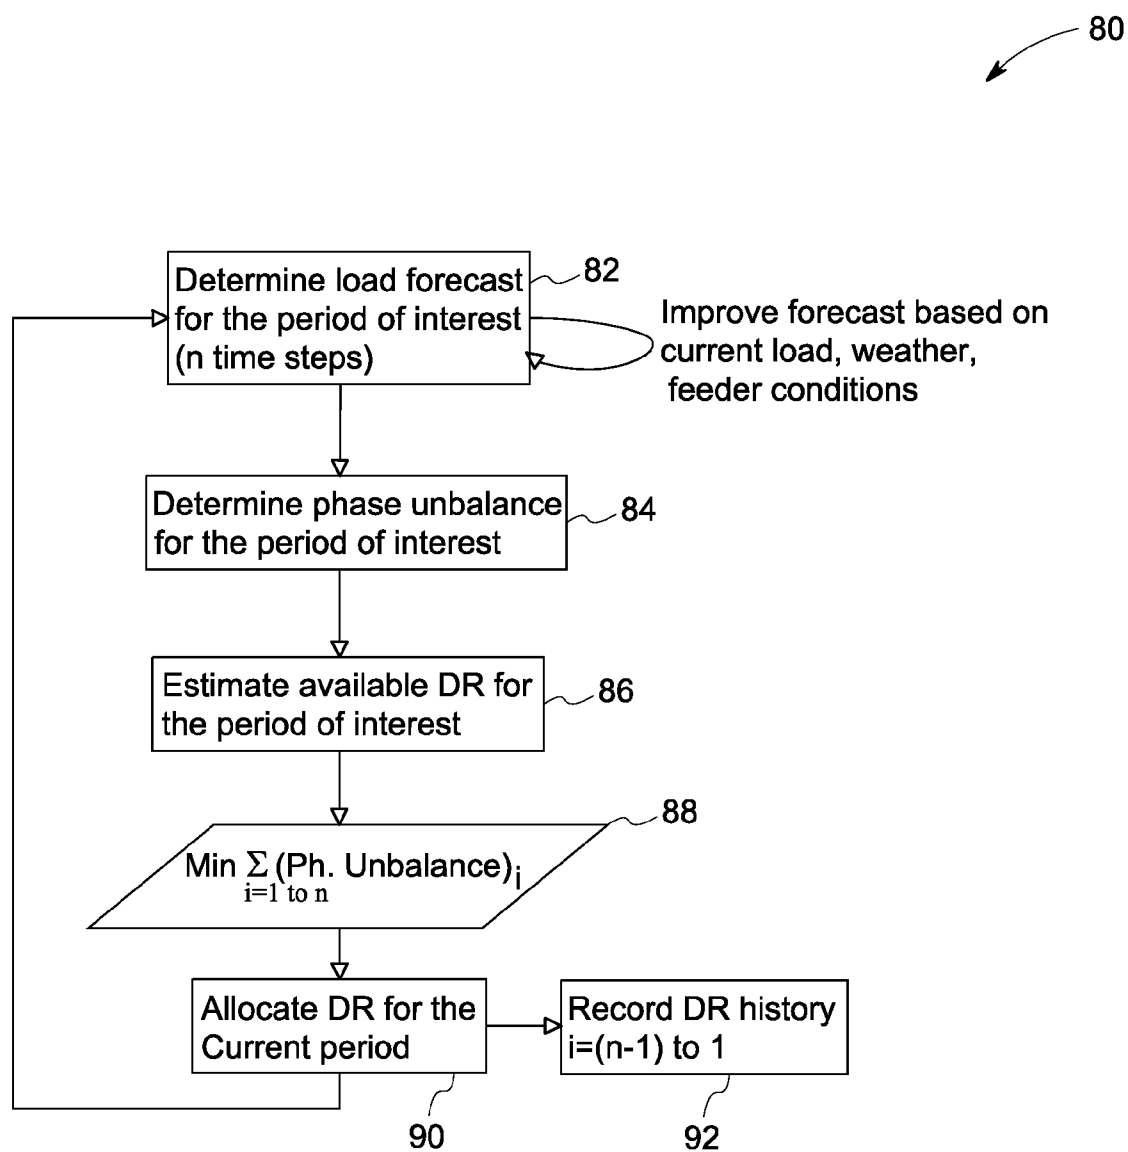 80
Determine load forecast
for the period of interest
(n time steps)
82
Improve forecast based on
current load, weather,
feeder conditions
Determine phase unbalance
for the period of interest
84
Estimate available DR for
the period of interest
86
88
Min Σ (Ph. Unbalance)i
i=1 to n
Allocate DR for the
Current period
Record DR history
i=(n-1) to 1
90
92